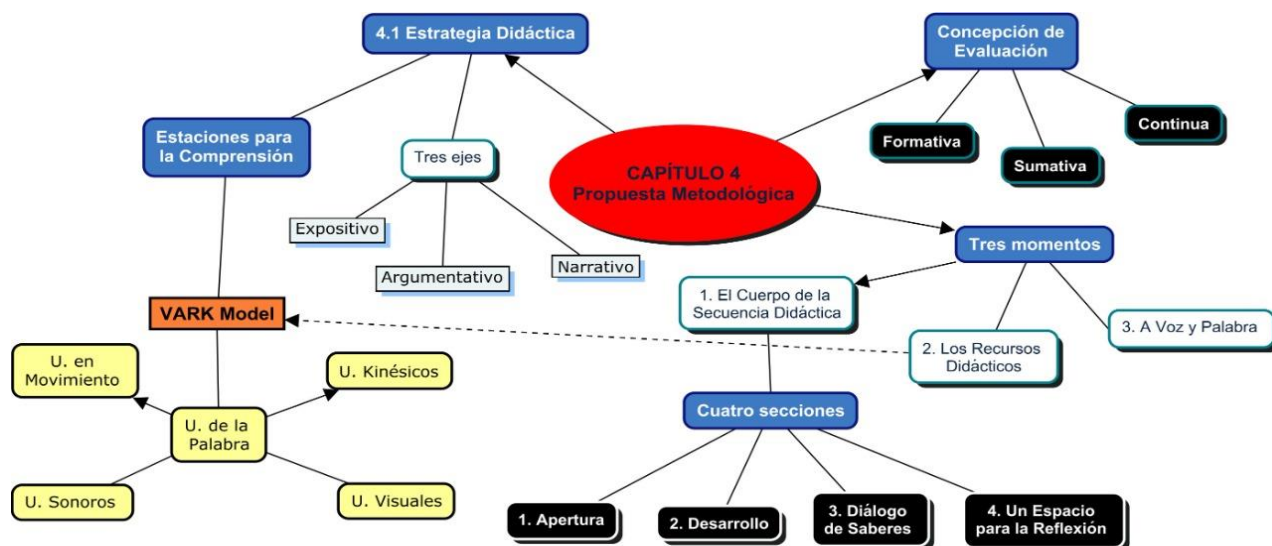 4.1 Estrategia Didáctica
Concepción de
Evaluación
Estaciones para
la Comprensión
Tres ejes
Formativa
Sumativa
Continua
CAPÍTULO 4
Propuesta Metodológica
Expositivo
Argumentativo
Narrativo
Tres momentos
1. El Cuerpo de la
Secuencia Didáctica
2. Los Recursos
Didácticos
3. A Voz y Palabra
VARK Model
U. en
Movimiento
U. Kinésicos
U. de la
Palabra
U. Sonoros
U. Visuales
Cuatro secciones
1. Apertura
2. Desarrollo
3. Diálogo
de Saberes
4. Un Espacio
para la Reflexión